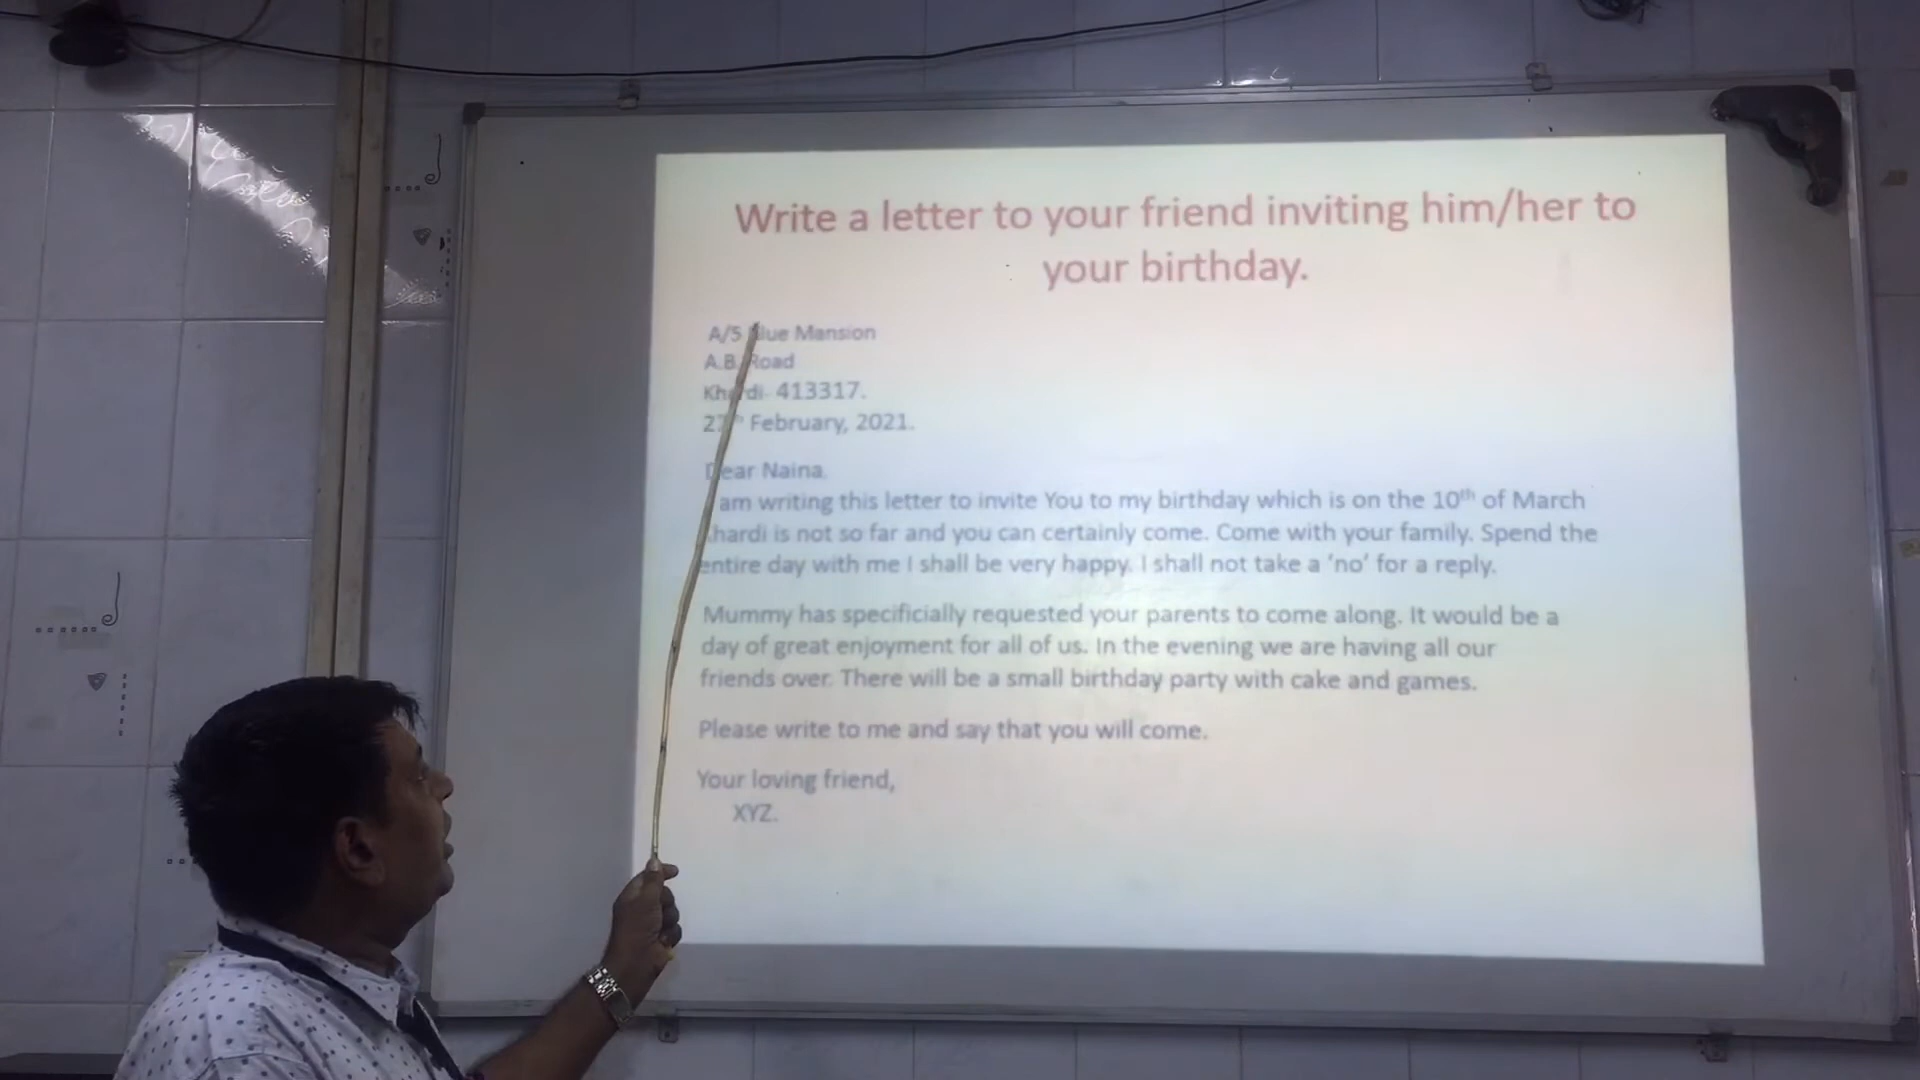 Write a letter to your friend inviting him/her to
your birthday.
A/5 Blue Mansion
A.B. Road
Khardi- 413317.
February, 2021.
Dear Naina.
am writing this letter to invite You to my birthday which is on the 10th of March
Khardi is not so far and you can certainly come. Come with your family. Spend the
entire day with me I shall be very happy. I shall not take a 'no' for a reply.
Mummy has specificially requested your parents to come along. It would be a
day of great enjoyment for all of us. In the evening we are having all our
friends over. There will be a small birthday party with cake and games.
Please write to me and say that you will come.
Your loving friend,
XYZ.